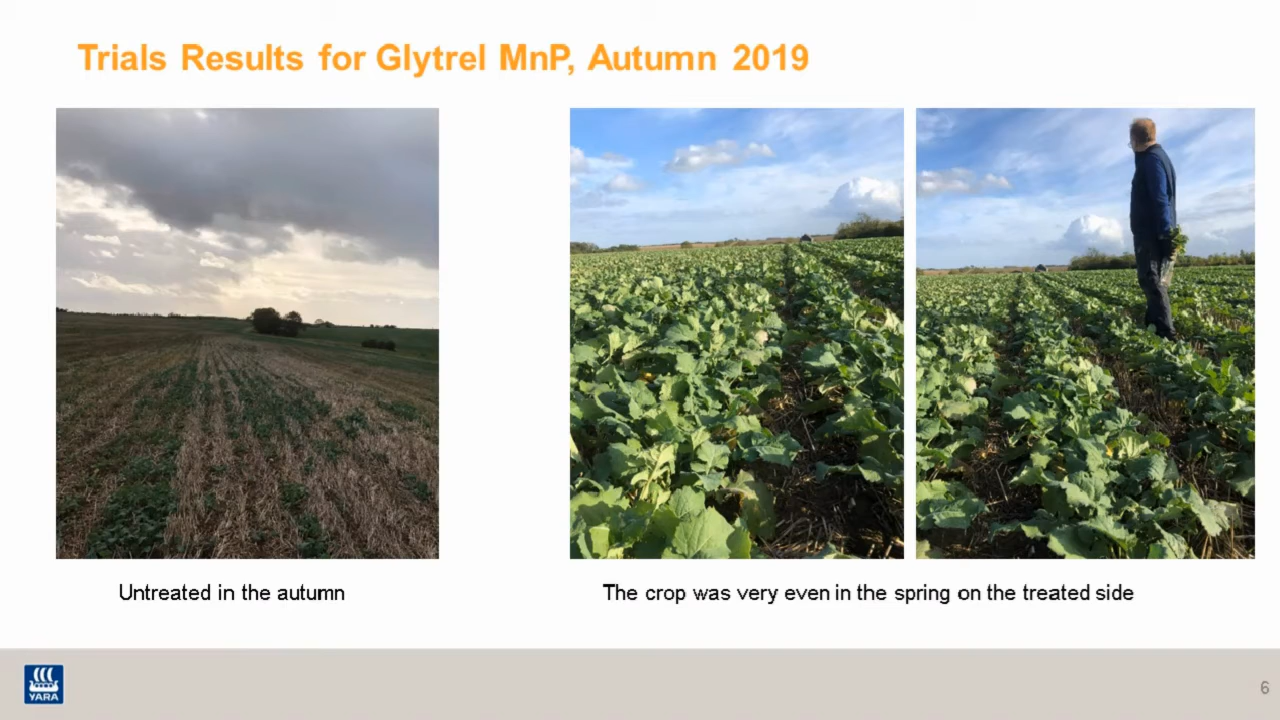 Trials Results for Glytrel MnP, Autumn 2019
Untreated in the autumn
The crop was very even in the spring on the treated side
YARA
6